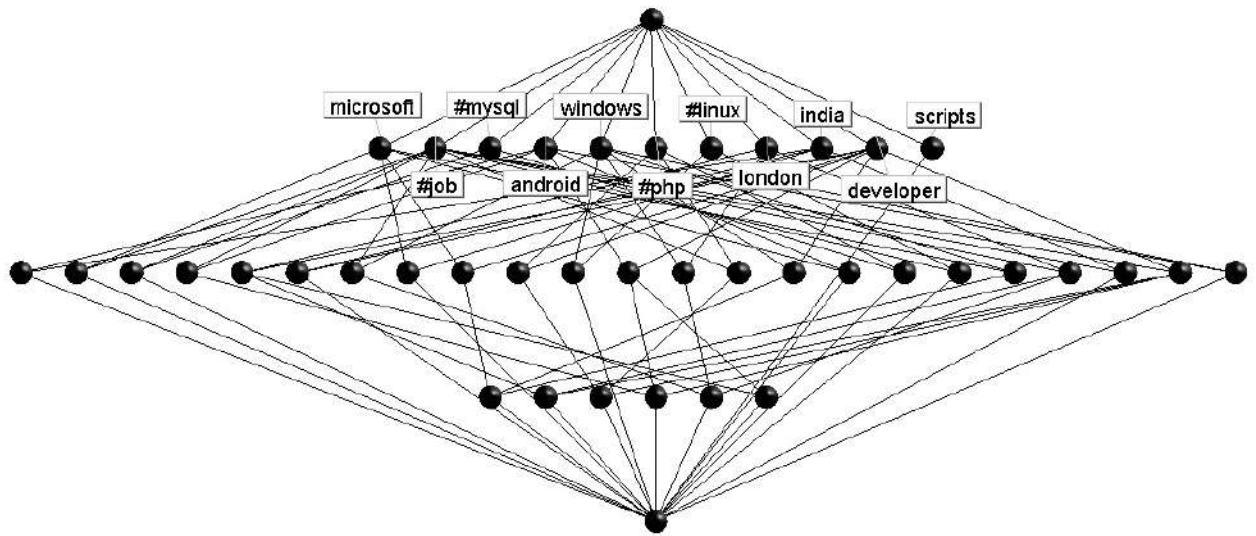 microsoft
#mysql
windows
#linux
india
scripts
#job
android
#php
london
developer